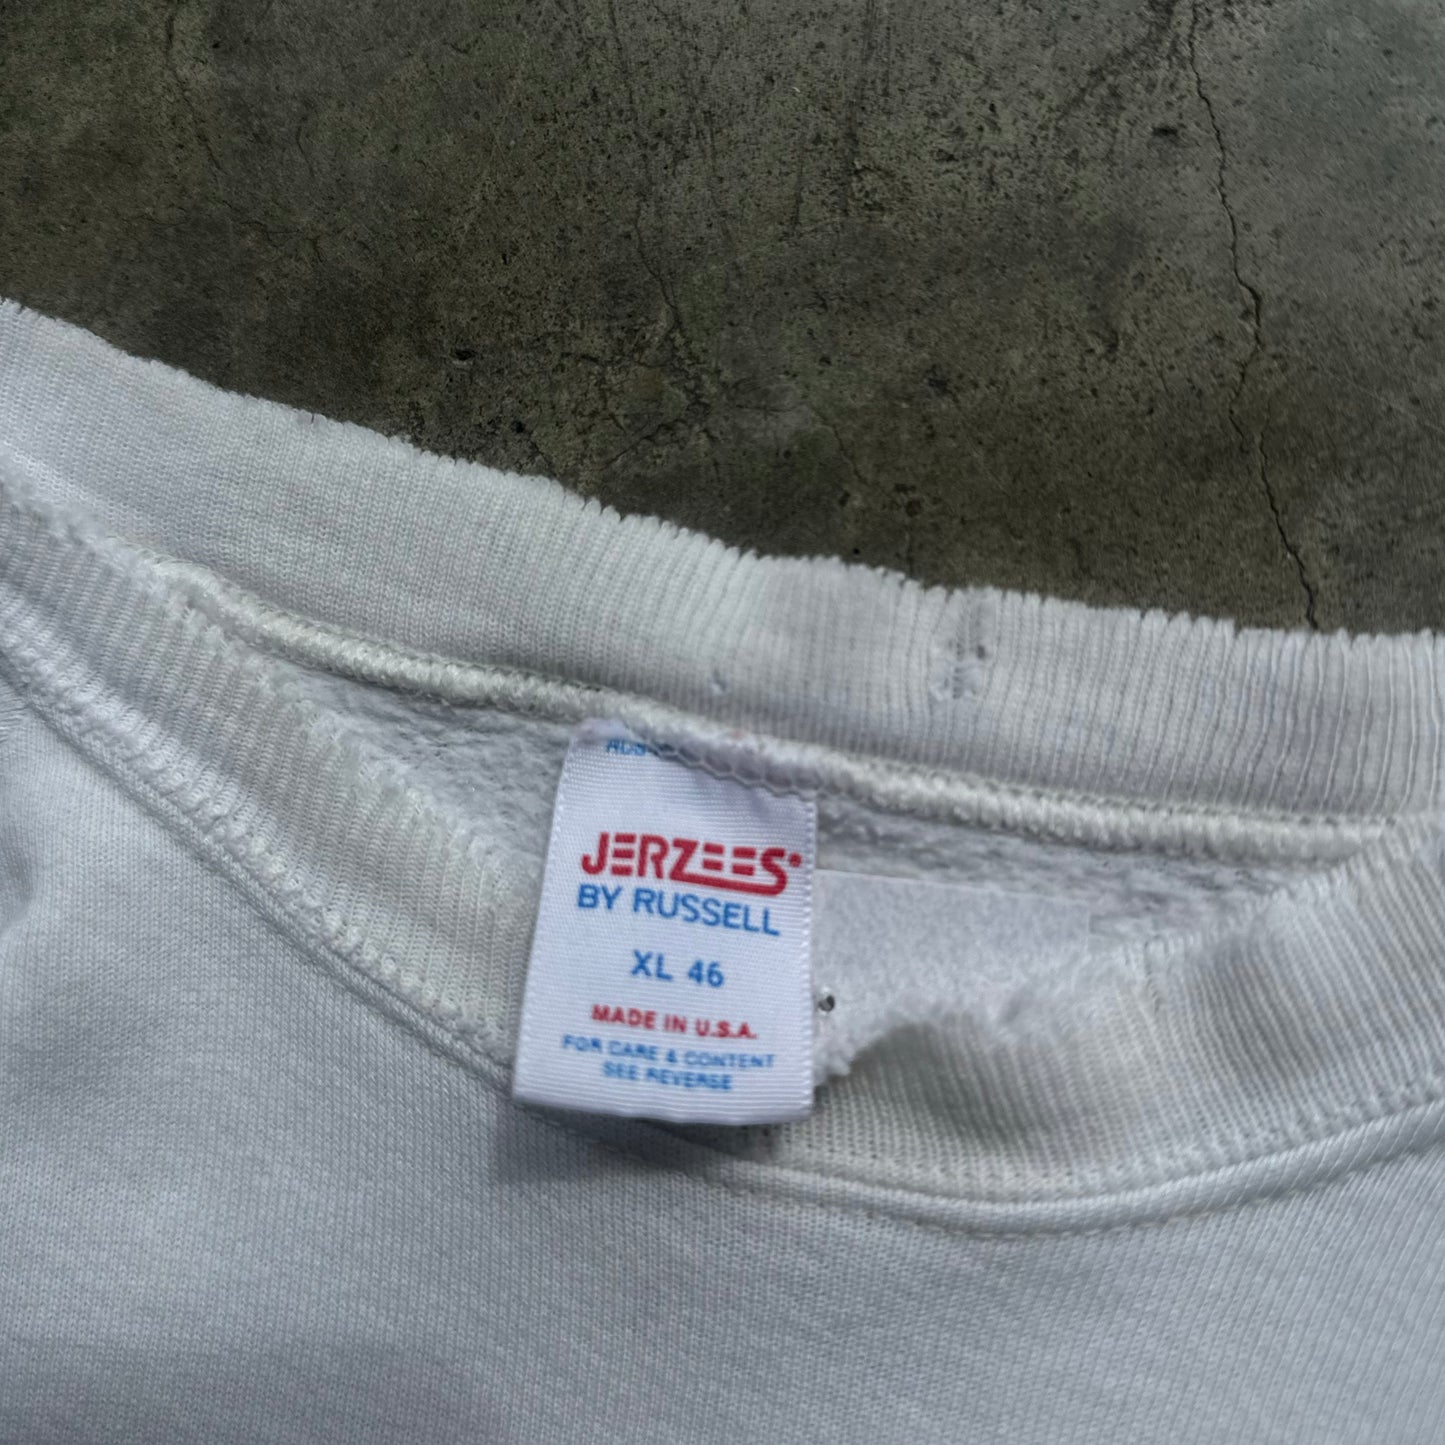 JERZEES®
BY RUSSELL
XL 46
MADE IN U.S.A.
FOR CARE & CONTENT
SEE REVERSE